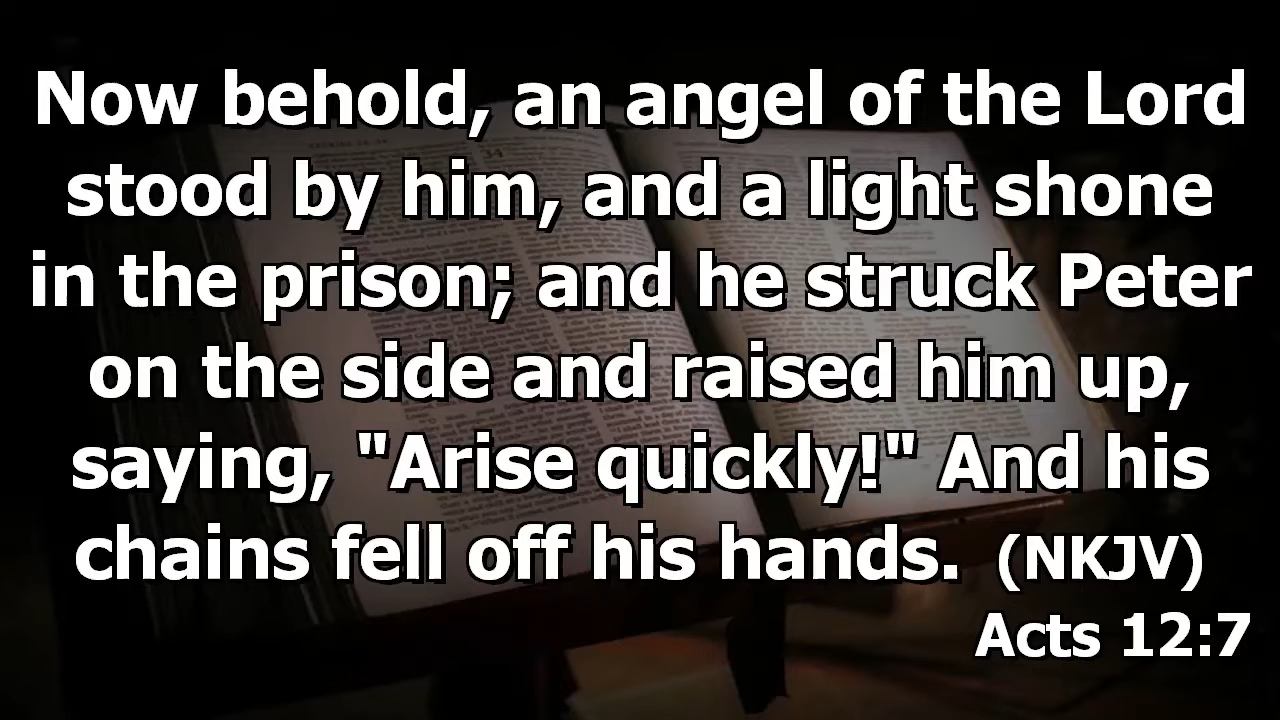 Now behold, an angel of the Lord
stood by him, and a light shone
in the prison; and he struck Peter
on the side and raised him up,
saying, "Arise quickly!" And his
chains fell off his hands. (NKJV)
Acts 12:7